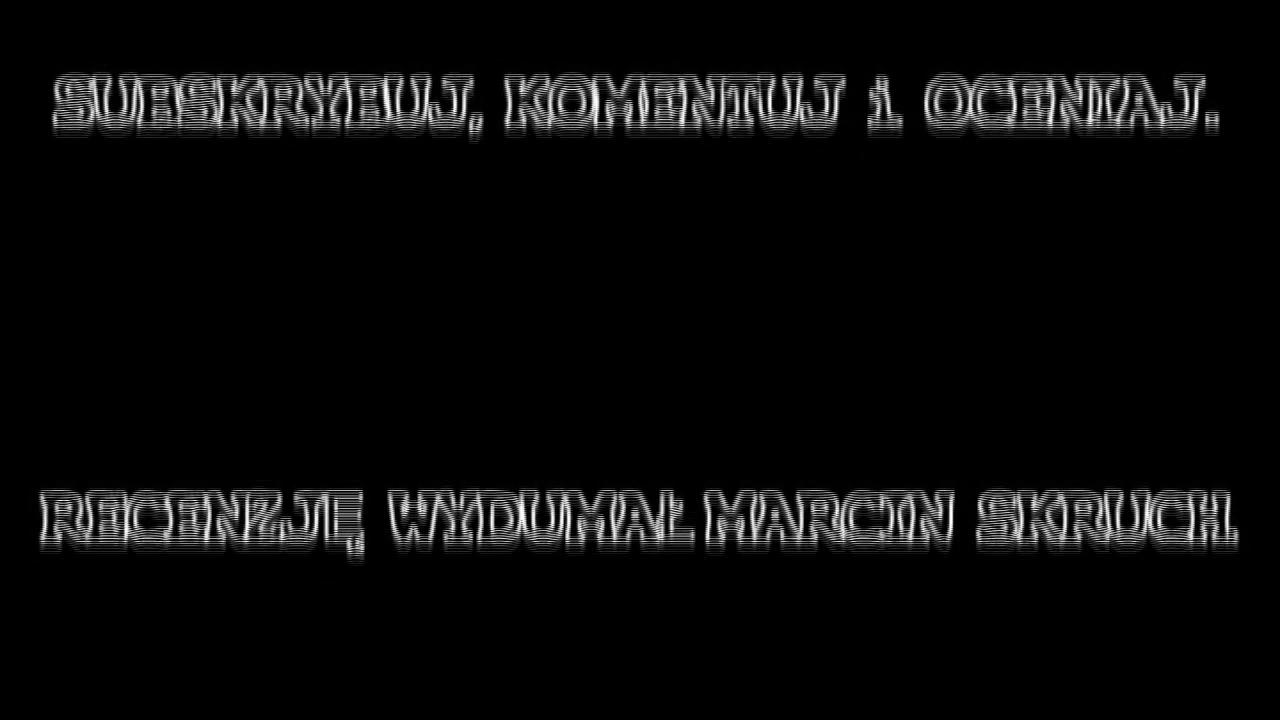 SUBSKRYBUJ, KOMENTUJ i OCENIAJ.
RECENZJĘ WYDUMAŁ MARCIN SKRUCH.